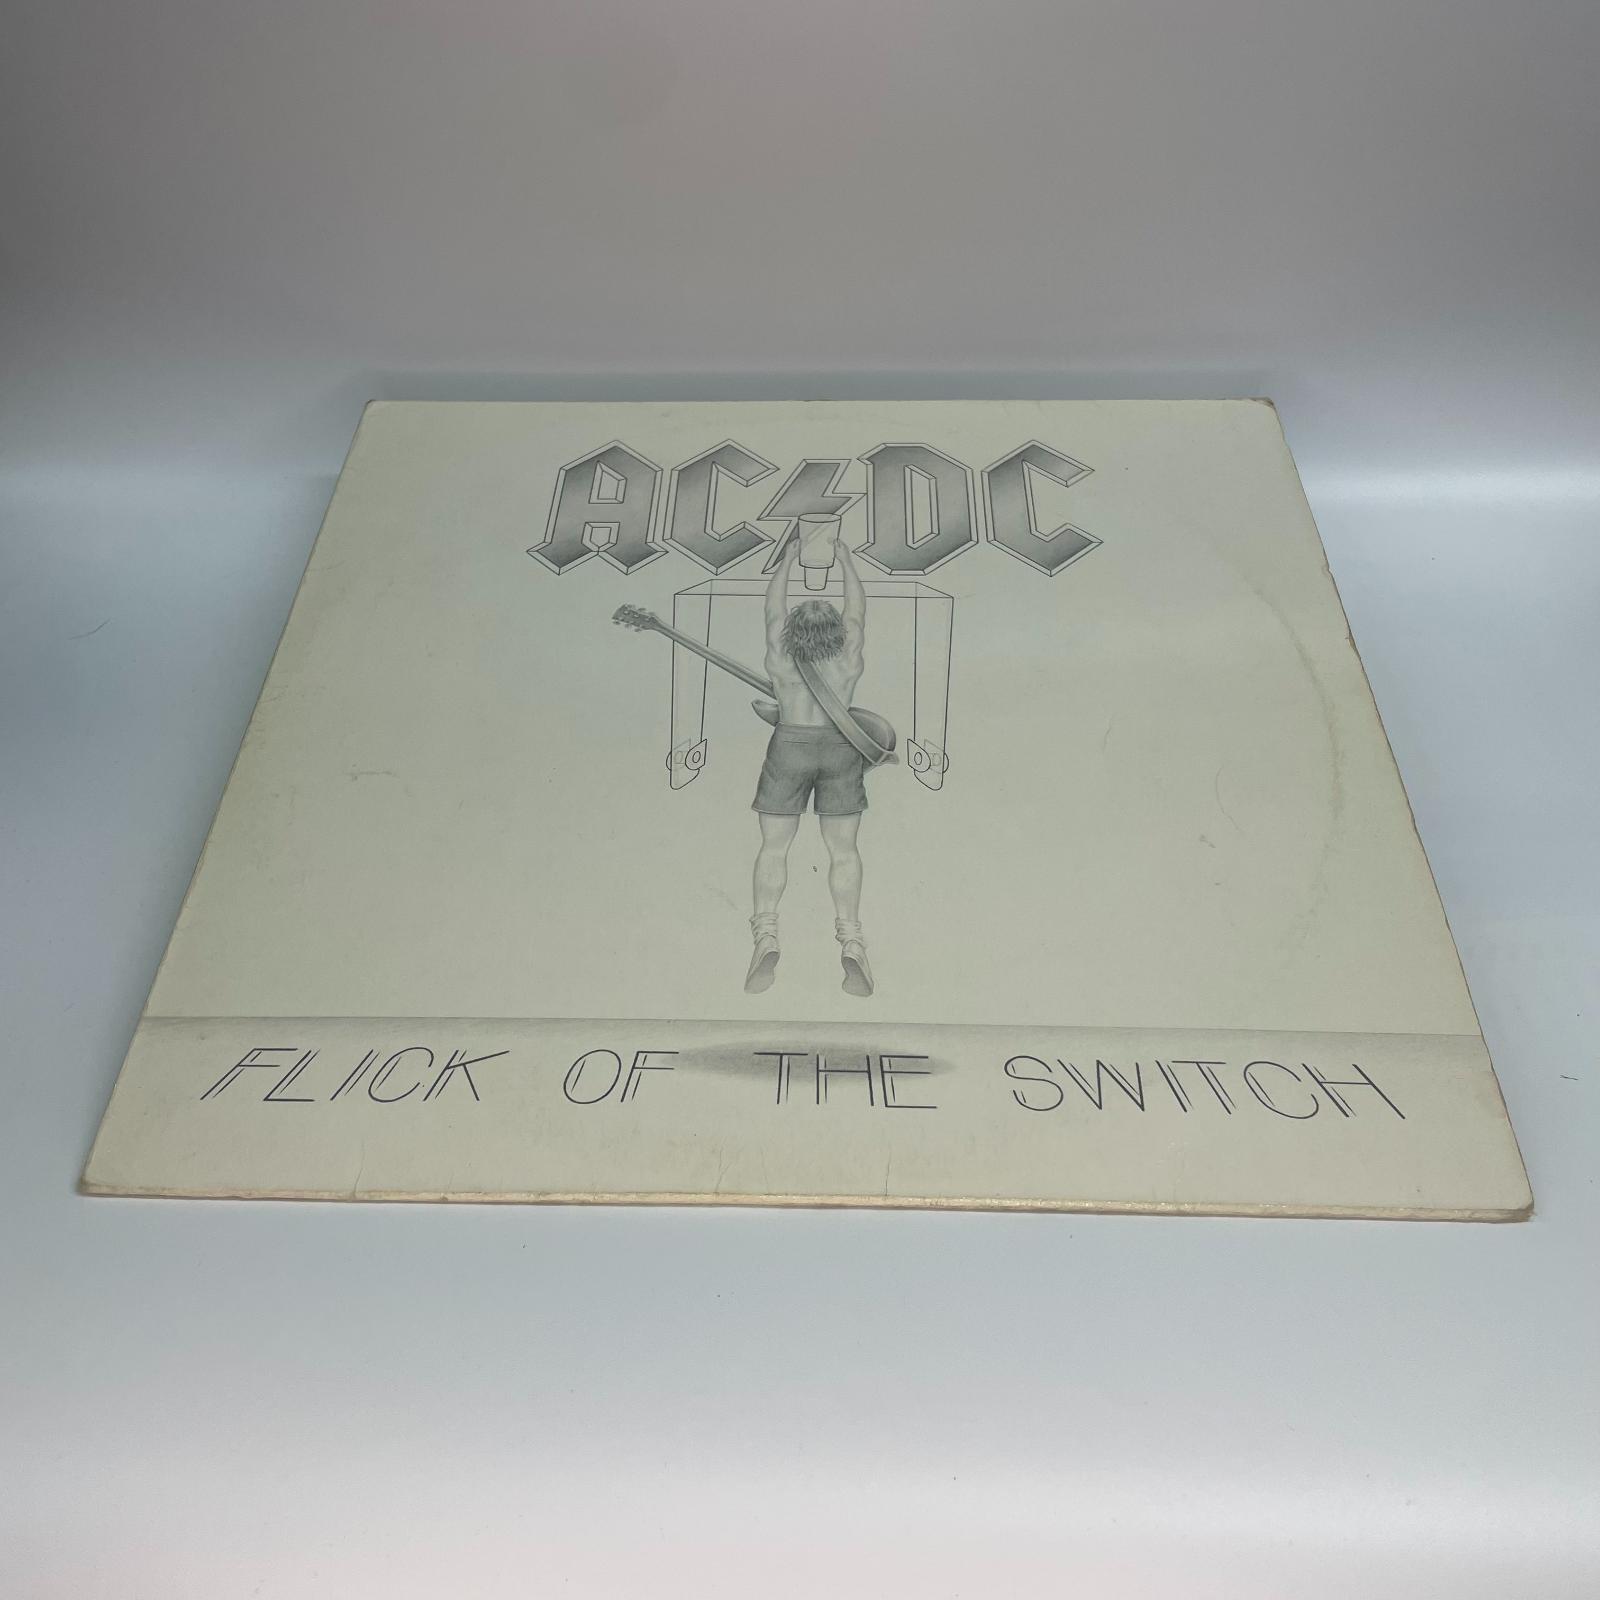 AC⚡DC
FLICK OF THE SWITCH